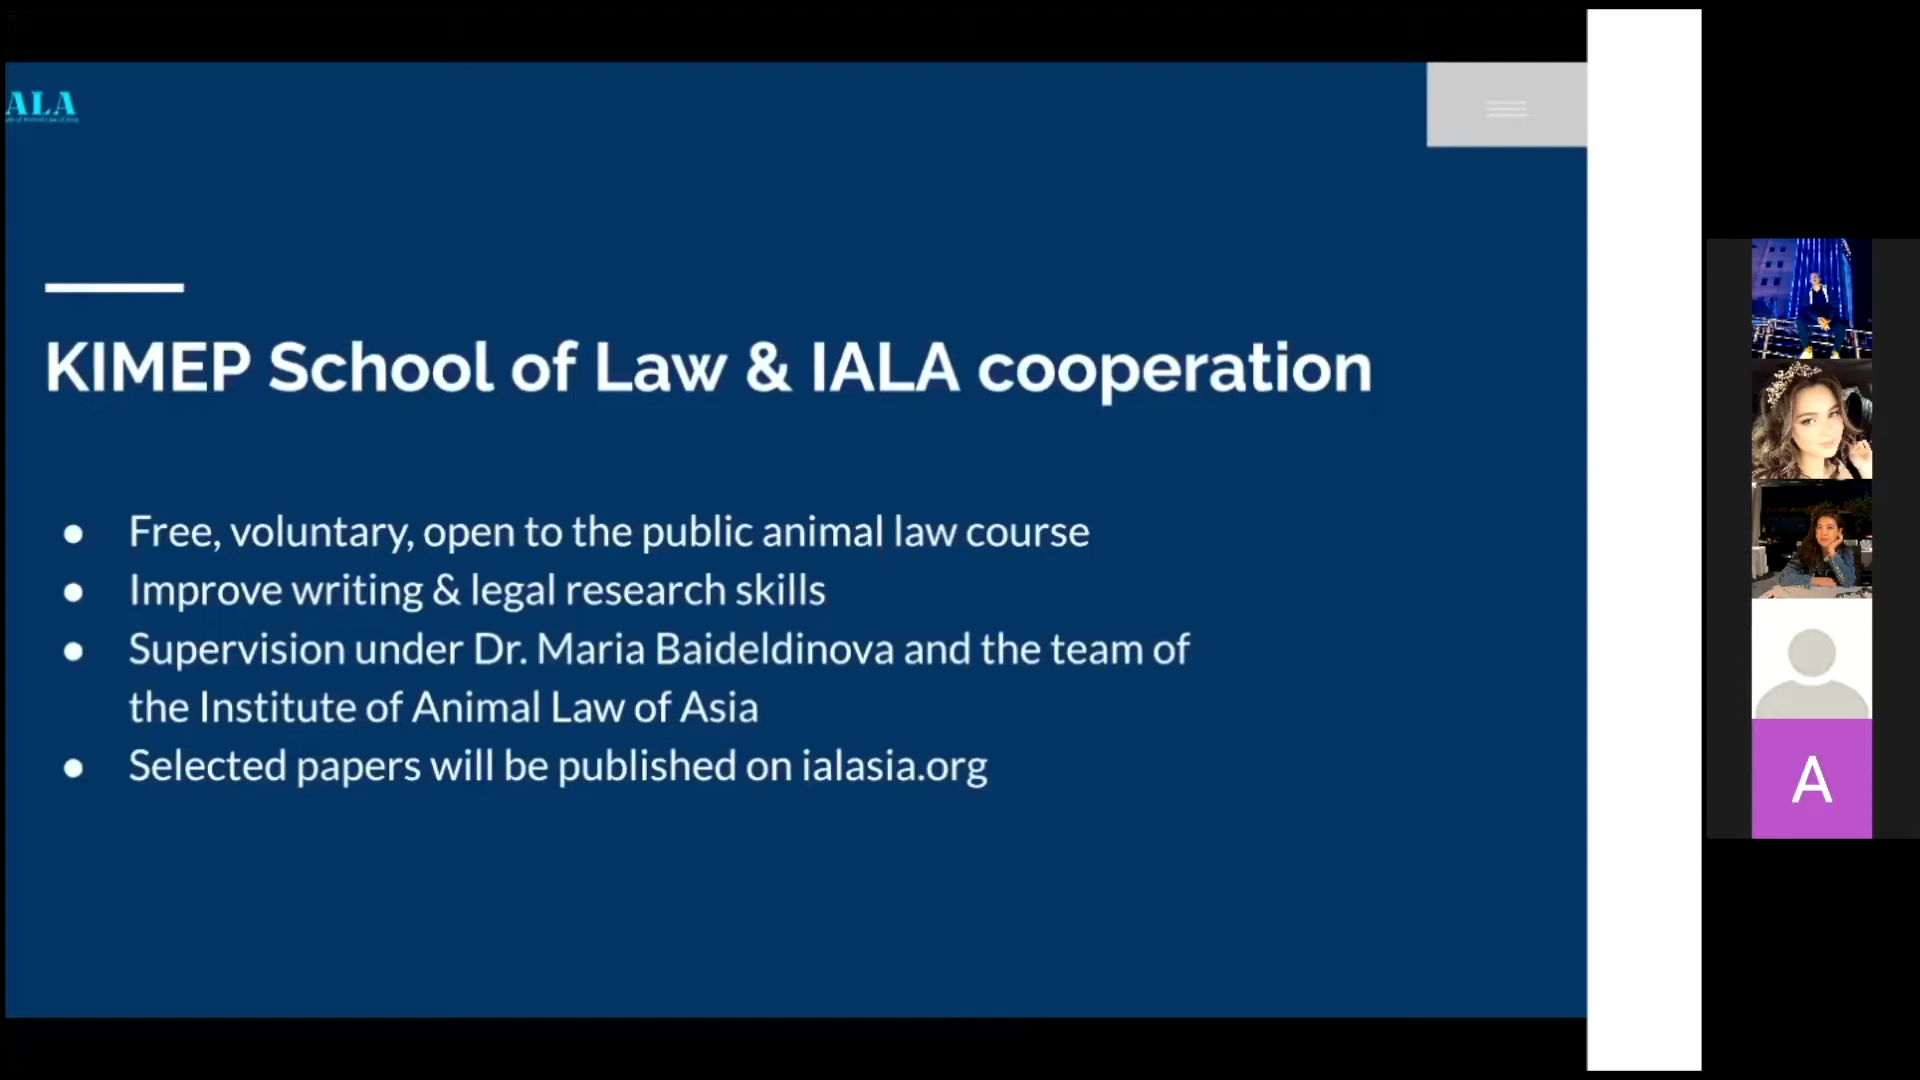 ALA
KIMEP School of Law & IALA cooperation
● Free, voluntary, open to the public animal law course
● Improve writing & legal research skills
● Supervision under Dr. Maria Baideldinova and the team of
the Institute of Animal Law of Asia
● Selected papers will be published on ialasia.org
A